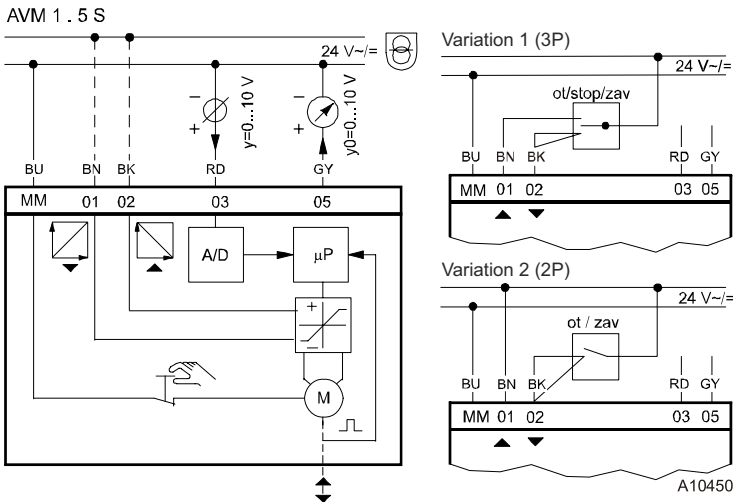 AVM 1 . 5 S
24 V~/=
y=0...10 V
y0=0...10 V
− −
+ +
BU BN BK RD GY
MM 01 02 03 05
A/D µP
+
−
M
Variation 1 (3P)
24 V~/=
ot/stop/zav
BU BN BK RD GY
MM 01 02 03 05
Variation 2 (2P)
24 V~/=
ot / zav
BU BN BK RD GY
MM 01 02 03 05
A10450